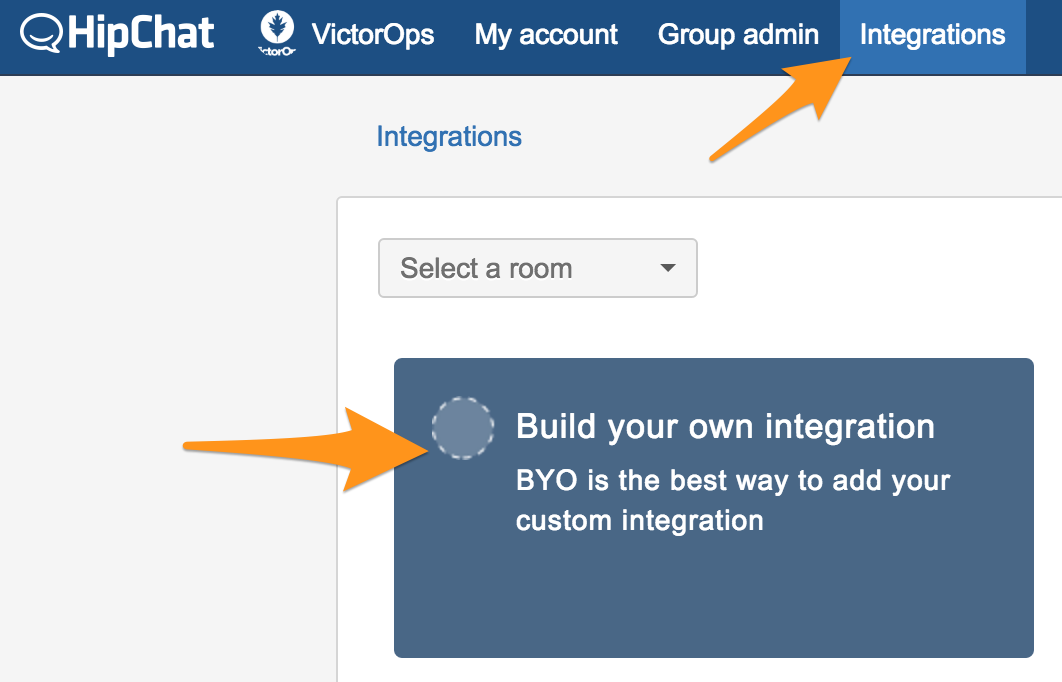 HipChat VictorOps My account Group admin Integrations
Integrations
Select a room
Build your own integration
BYO is the best way to add your
custom integration